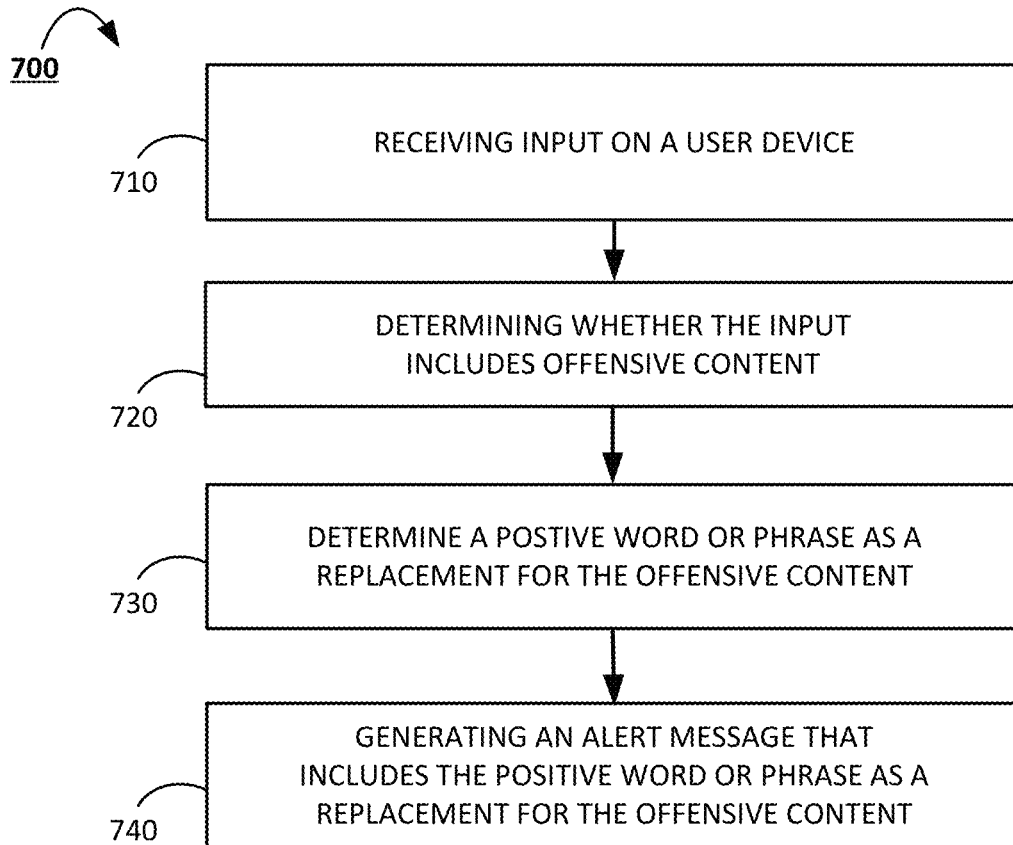 700
RECEIVING INPUT ON A USER DEVICE
710
DETERMINING WHETHER THE INPUT
INCLUDES OFFENSIVE CONTENT
720
DETERMINE A POSTIVE WORD OR PHRASE AS A
REPLACEMENT FOR THE OFFENSIVE CONTENT
730
GENERATING AN ALERT MESSAGE THAT
INCLUDES THE POSITIVE WORD OR PHRASE AS A
REPLACEMENT FOR THE OFFENSIVE CONTENT
740